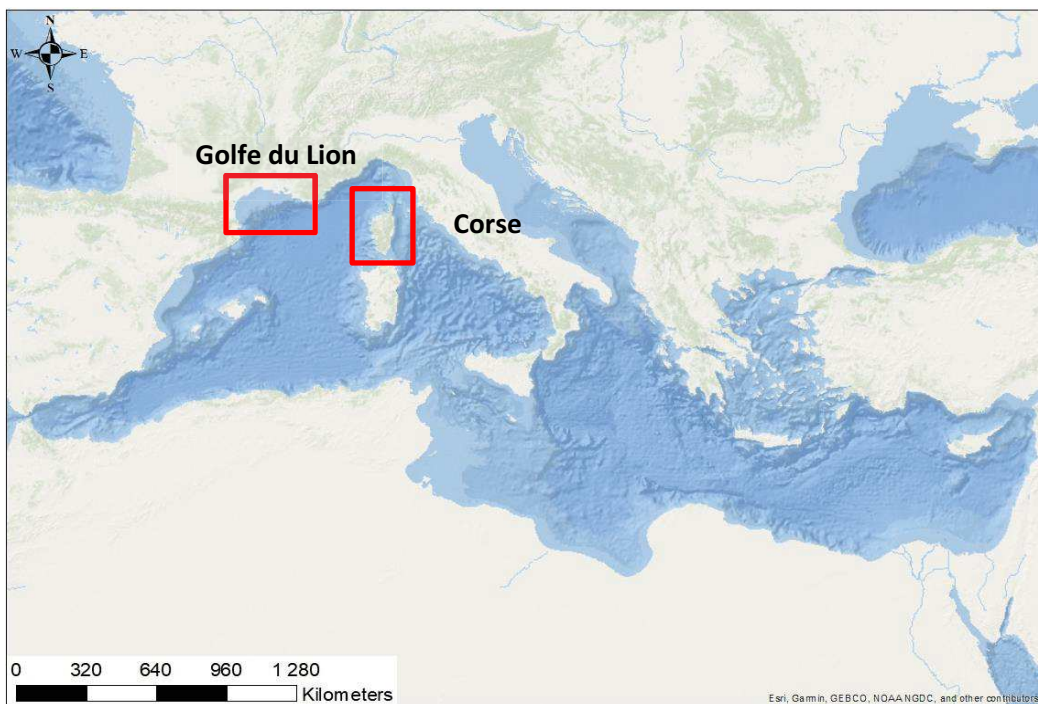 N
W E
S
Golfe du Lion
Corse
0 320 640 960 1 280
Kilometers
Esri, Garmin, GEBCO, NOAA NGDC, and other contributors